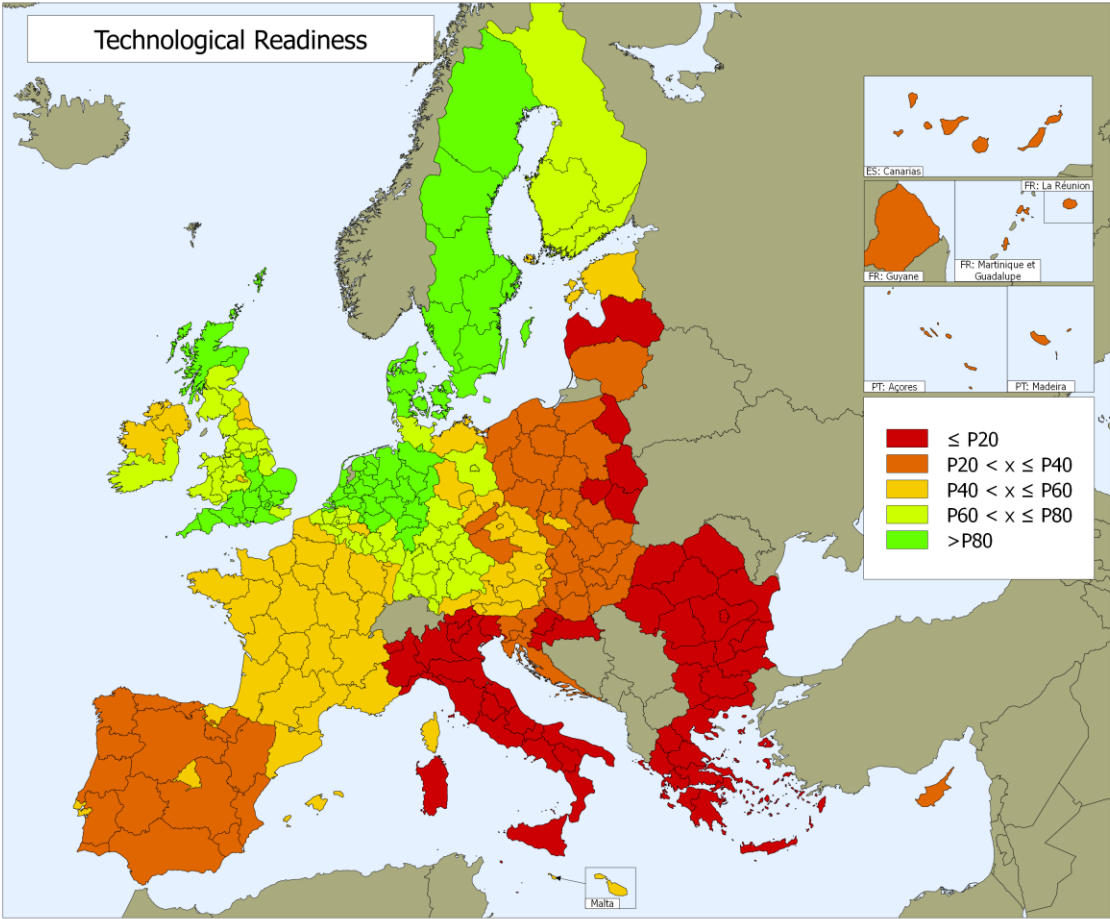 Technological Readiness
ES: Canarias
FR: La Réunion
FR: Guyane
FR: Martinique et
Guadalupe
PT: Açores
PT: Madeira
≤ P20
P20 < x ≤ P40
P40 < x ≤ P60
P60 < x ≤ P80
>P80
Malta